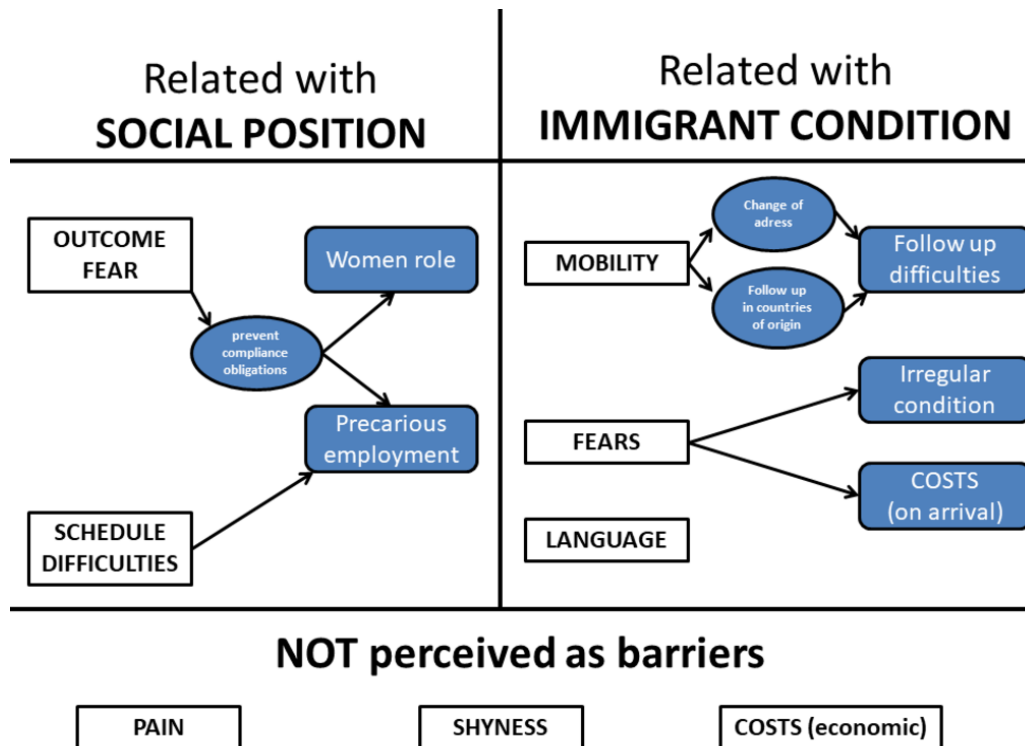 Related with
SOCIAL POSITION
Related with
IMMIGRANT CONDITION
OUTCOME
FEAR
prevent
compliance
obligations
Women role
Precarious
employment
SCHEDULE
DIFFICULTIES
MOBILITY
Change of
adress
Follow up
in countries
of origin
Follow up
difficulties
FEARS
Irregular
condition
COSTS
(on arrival)
LANGUAGE
NOT perceived as barriers
PAIN
SHYNESS
COSTS (economic)